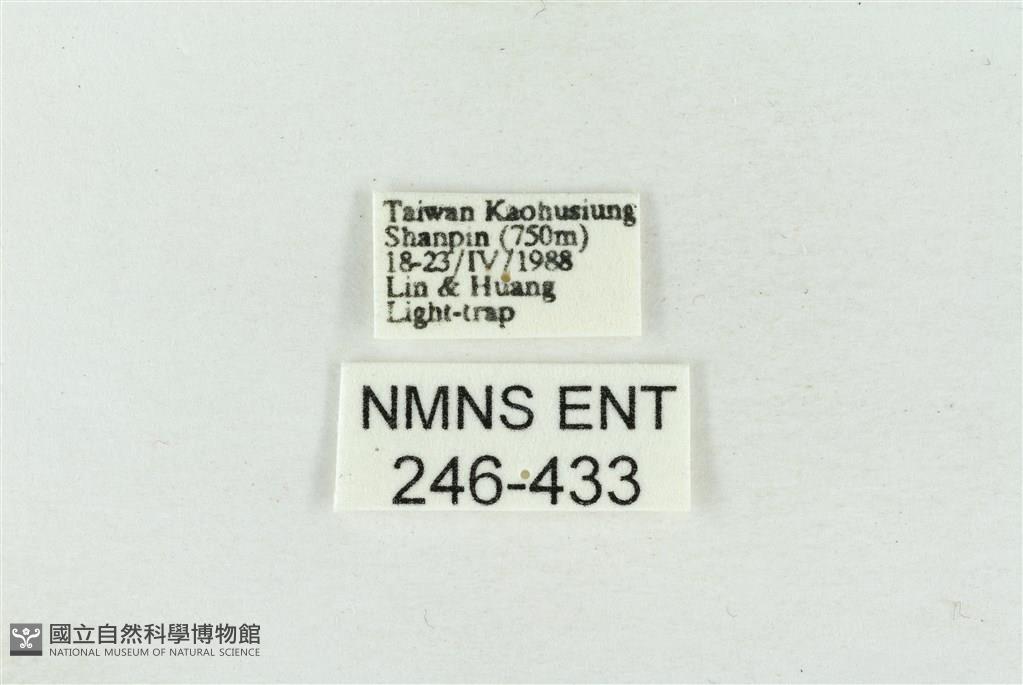 Taiwan Kaohusiung
Shanpin (750m)
18-23/IV/1988
Lin & Huang
Light-trap
NMNS ENT
246-433
國立自然科學博物館
NATIONAL MUSEUM OF NATURAL SCIENCE